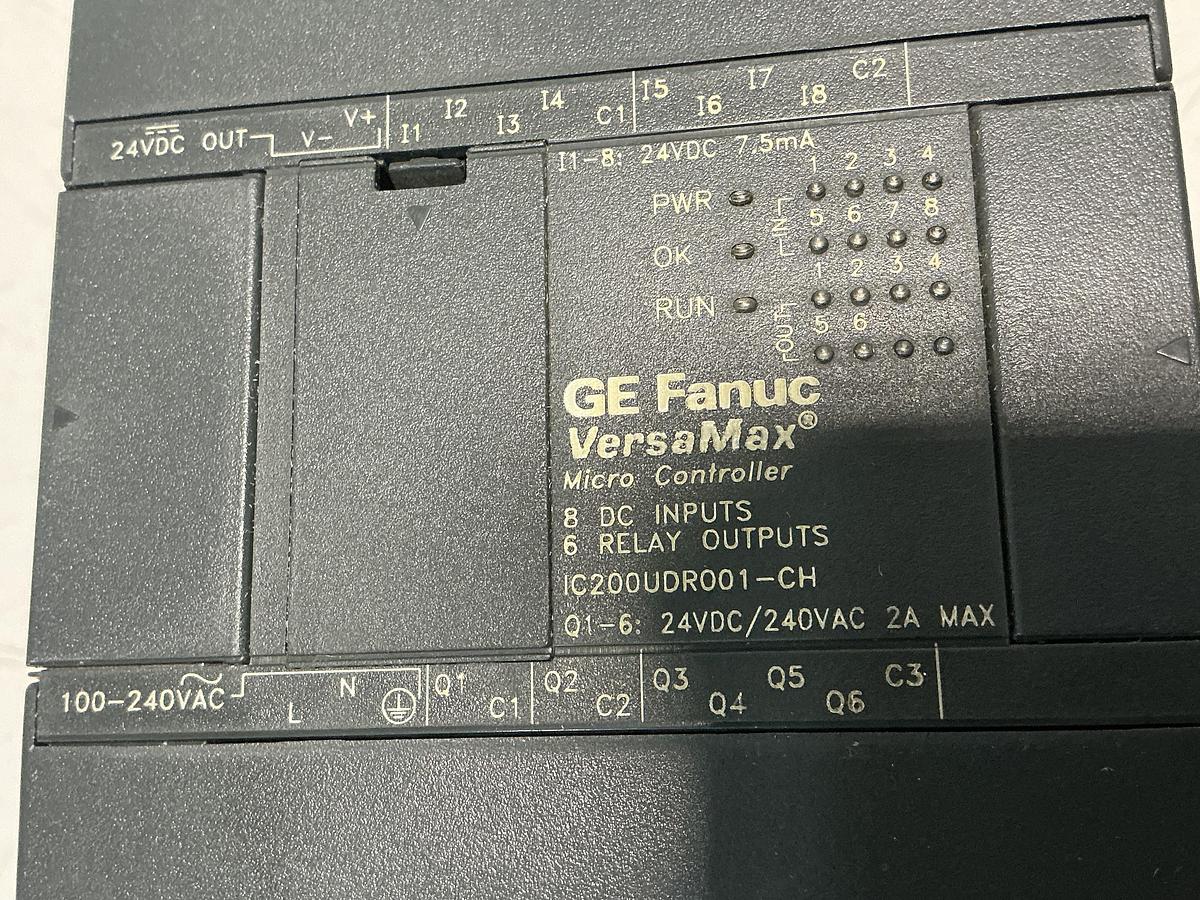 24VDC OUT V- V+ I1 I2 I3 I4 C1 I5 I6 I7 I8 C2
I1-8: 24VDC 7.5mA
1 2 3 4
PWR
IN
5 6 7 8
OK
1 2 3 4
RUN
OUT
5 6
GE Fanuc
VersaMax®
Micro Controller
8 DC INPUTS
6 RELAY OUTPUTS
IC200UDR001-CH
Q1-6: 24VDC/240VAC 2A MAX
100-240VAC L N Q1 C1 Q2 C2 Q3 Q4 Q5 Q6 C3